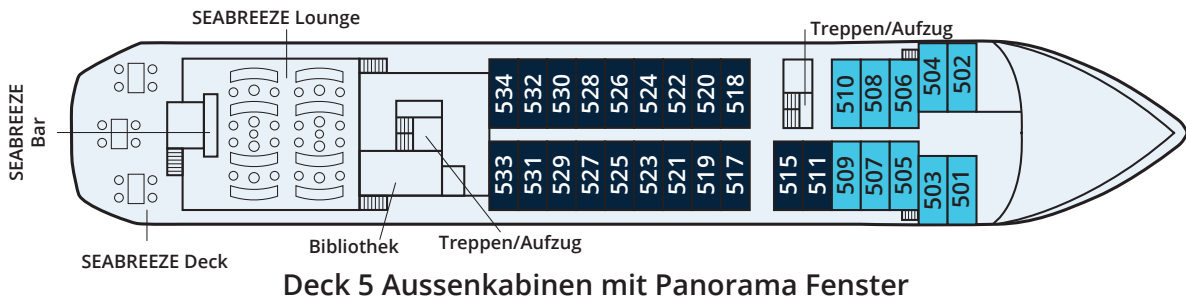 SEABREEZE Lounge
Treppen/Aufzug
534 532 530 528 526 524 522 520 518 510 508 506 504 502
SEABREEZE
Bar
533 531 529 527 525 523 521 519 517 515 511 509 507 505 503 501
Bibliothek
Treppen/Aufzug
SEABREEZE Deck
Deck 5 Aussenkabinen mit Panorama Fenster